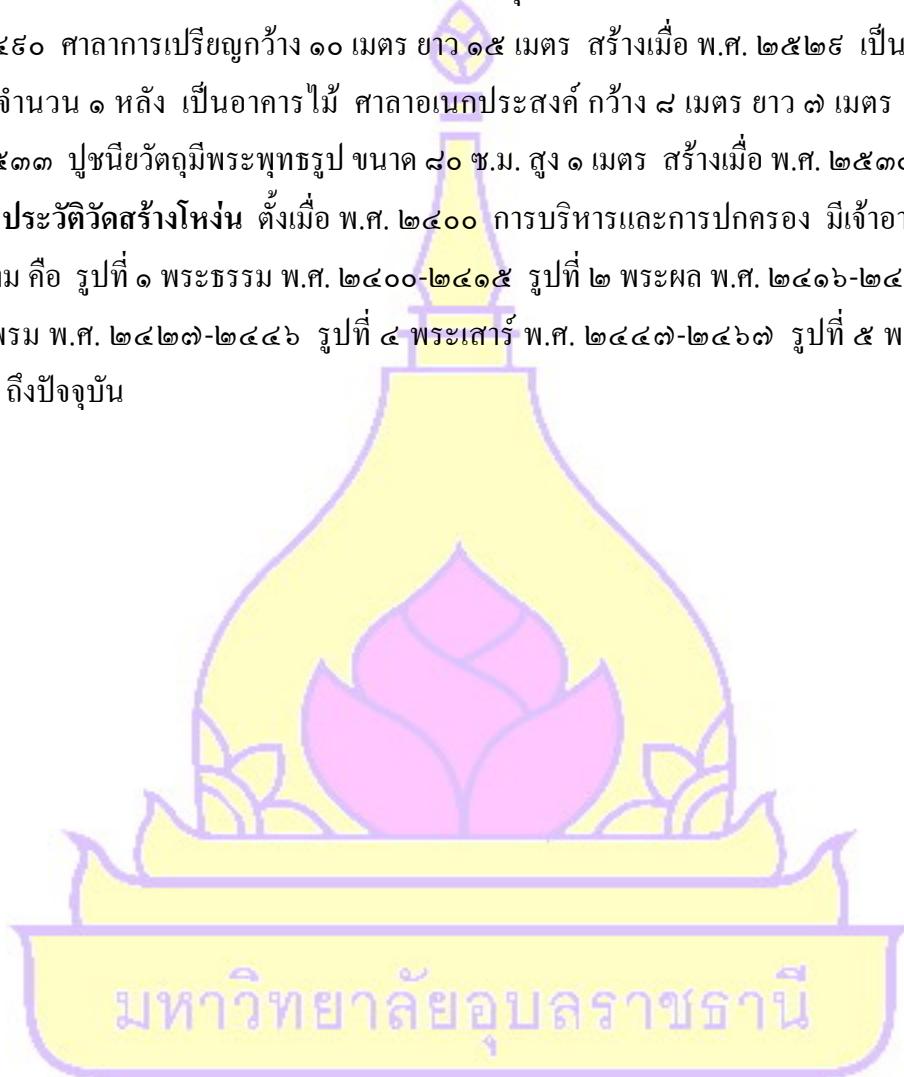 ๔๙๐ ศาลาการเปรียญกว้าง ๑๐ เมตร ยาว ๑๕ เมตร สร้างเมื่อ พ.ศ. ๒๕๒๙ เป็น
จำนวน ๑ หลัง เป็นอาคารไม้ ศาลาอเนกประสงค์ กว้าง ๘ เมตร ยาว ๗ เมตร
๕๓๓ ปูชนียวัตถุมีพระพุทธรูป ขนาด ๘๐ ซ.ม. สูง ๑ เมตร สร้างเมื่อ พ.ศ. ๒๕๓๐
ประวัติวัดสร้างโหง่น ตั้งเมื่อ พ.ศ. ๒๔๐๐ การบริหารและการปกครอง มีเจ้าอา
ม คือ รูปที่ ๑ พระธรรม พ.ศ. ๒๔๐๐-๒๔๑๕ รูปที่ ๒ พระผล พ.ศ. ๒๔๑๖-๒๔
พรม พ.ศ. ๒๔๒๗-๒๔๔๖ รูปที่ ๔ พระเสาร์ พ.ศ. ๒๔๔๗-๒๔๖๗ รูปที่ ๕ พ
ถึงปัจจุบัน
มหาวิทยาลัยอุบลราชธานี